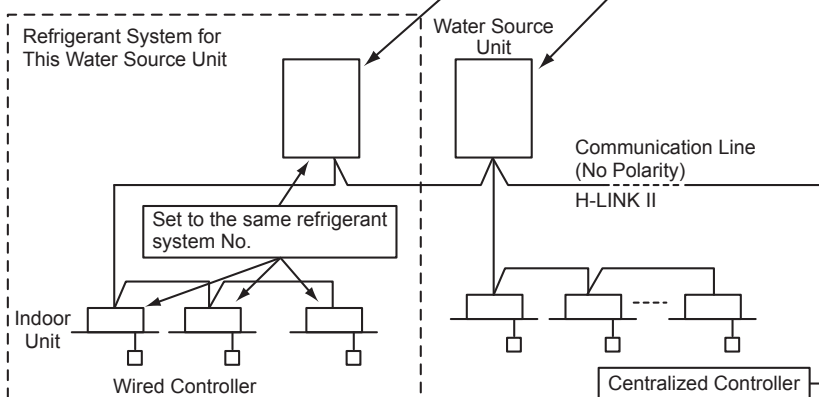 Refrigerant System for
This Water Source Unit
Water Source
Unit
Communication Line
(No Polarity)
H-LINK II
Set to the same refrigerant
system No.
Indoor
Unit
Wired Controller
Centralized Controller